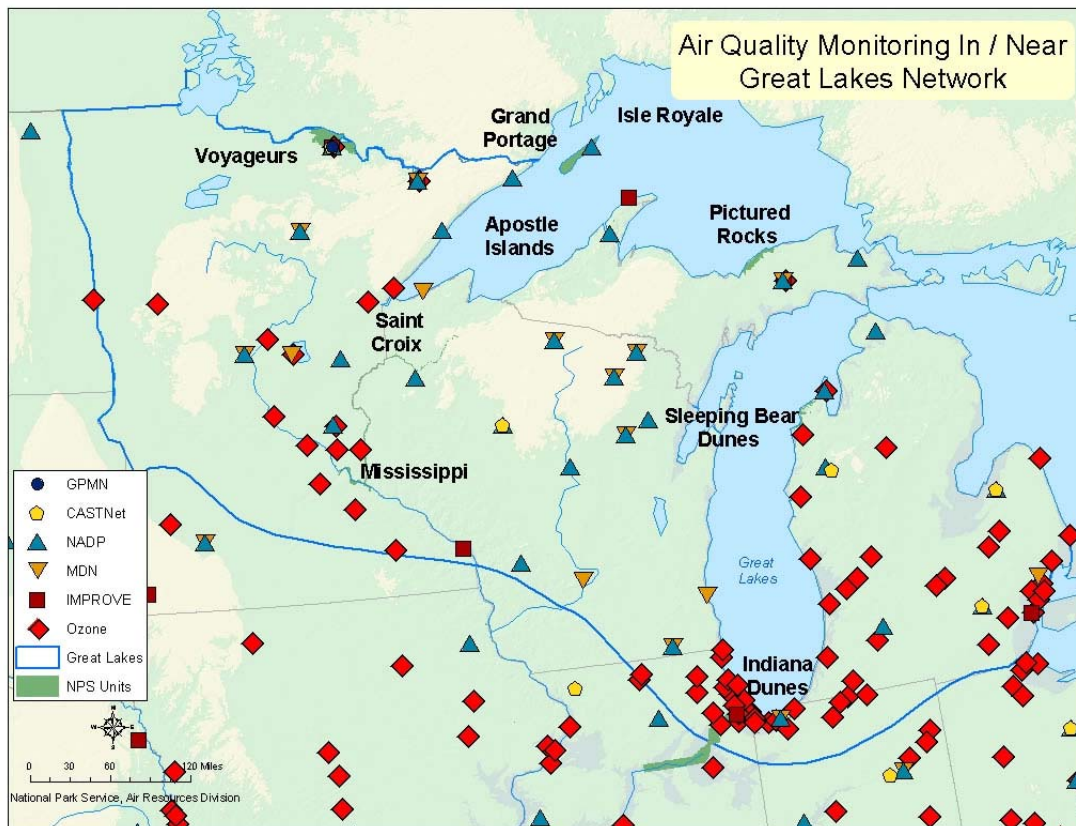 Air Quality Monitoring In / Near
Great Lakes Network
Grand
Portage
Isle Royale
Voyageurs
Apostle
Islands
Pictured
Rocks
Saint
Croix
Sleeping Bear
Dunes
Mississippi
Great
Lakes
Indiana
Dunes
GPMN
CASTNet
NADP
MDN
IMPROVE
Ozone
Great Lakes
NPS Units
N
W
E
S
0 30 60 120 Miles
National Park Service, Air Resources Division